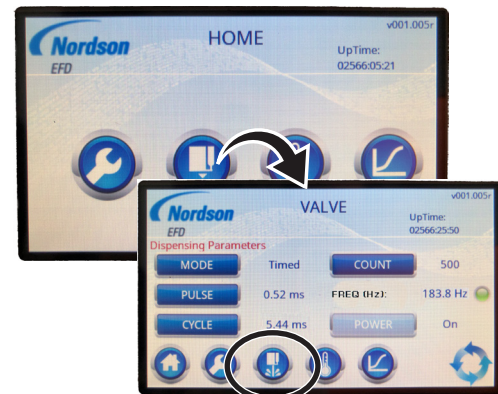 v001.005r
Nordson
EFD
HOME
UpTime:
02566:05:21
v001.005r
Nordson
EFD
VALVE
UpTime:
02566:25:50
Dispensing Parameters
MODE Timed COUNT 500
PULSE 0.52 ms FREQ (Hz): 183.8 Hz
CYCLE 5.44 ms POWER On